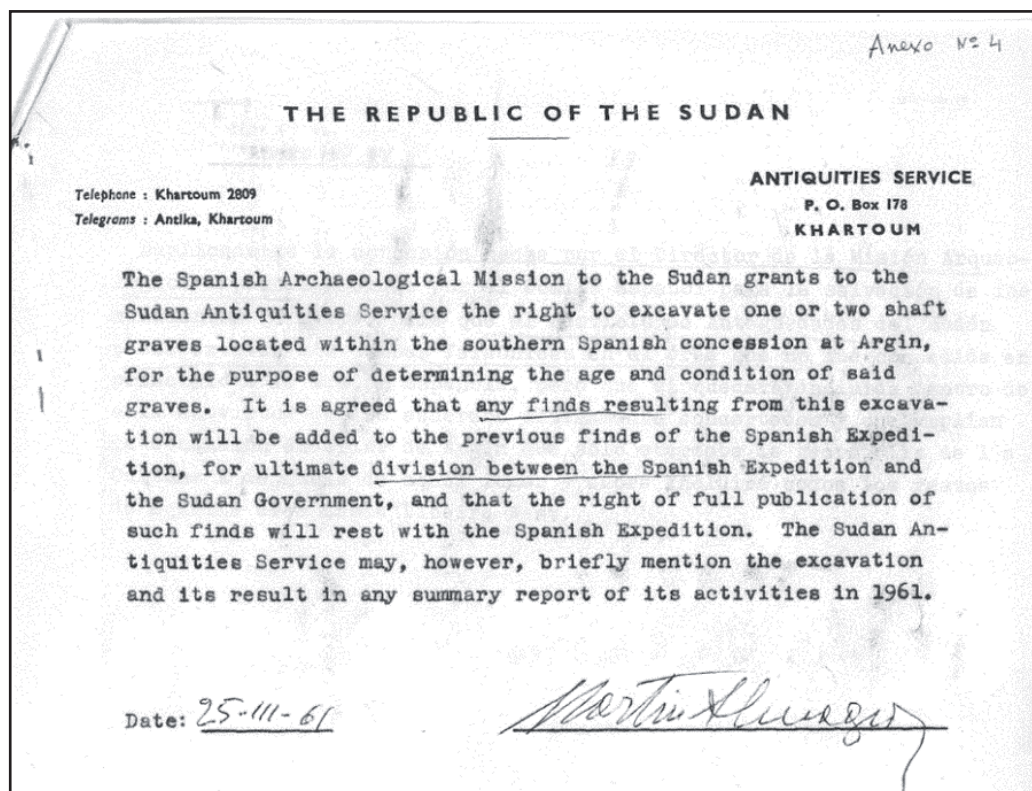 Anexo Nº 4
THE REPUBLIC OF THE SUDAN
Telephone : Khartoum 2809
Telegrams : Antika, Khartoum
ANTIQUITIES SERVICE
P. O. Box 178
KHARTOUM
The Spanish Archaeological Mission to the Sudan grants to the
Sudan Antiquities Service the right to excavate one or two shaft
graves located within the southern Spanish concession at Argin,
for the purpose of determining the age and condition of said
graves. It is agreed that any finds resulting from this excava-
tion will be added to the previous finds of the Spanish Expedi-
tion, for ultimate division between the Spanish Expedition and
the Sudan Government, and that the right of full publication of
such finds will rest with the Spanish Expedition. The Sudan An-
tiquities Service may, however, briefly mention the excavation
and its result in any summary report of its activities in 1961.
Date: 25-III-61
Martin Almagro